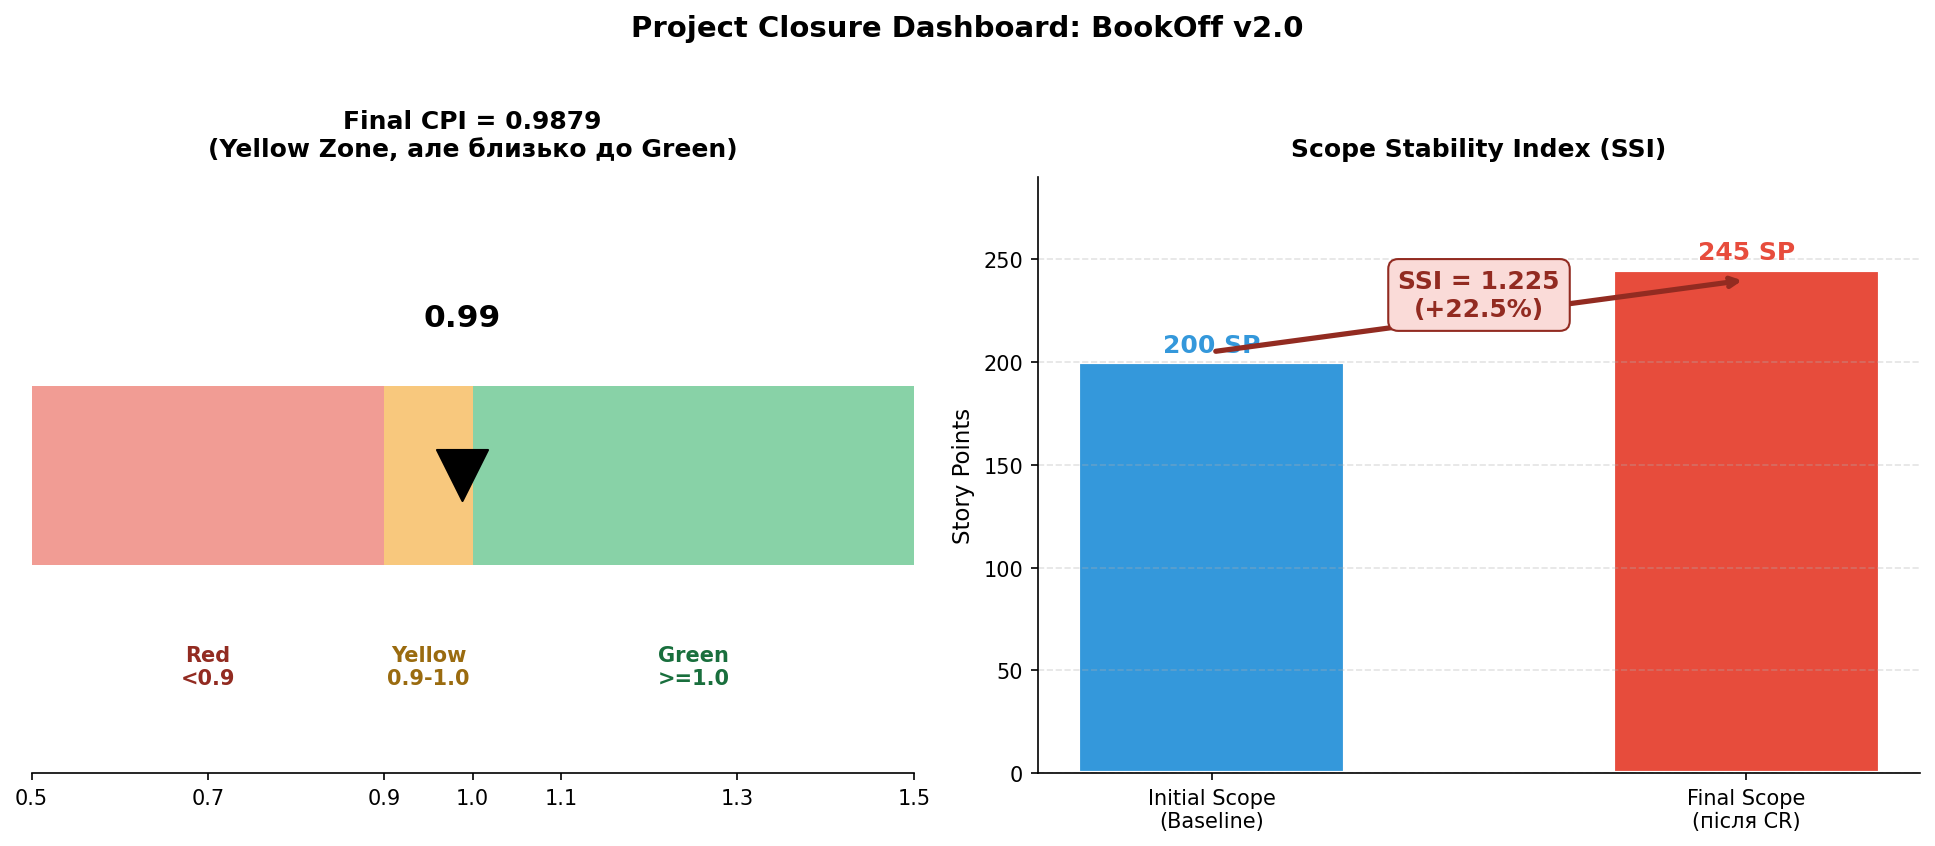 Project Closure Dashboard: BookOff v2.0
Final CPI = 0.9879
(Yellow Zone, але близько до Green)
0.99
Red
<0.9
Yellow
0.9-1.0
Green
>=1.0
0.5 0.7 0.9 1.0 1.1 1.3 1.5
Scope Stability Index (SSI)
Story Points
250
200
150
100
50
0
245 SP
SSI = 1.225
(+22.5%)
200 SP
Initial Scope
(Baseline)
Final Scope
(після CR)